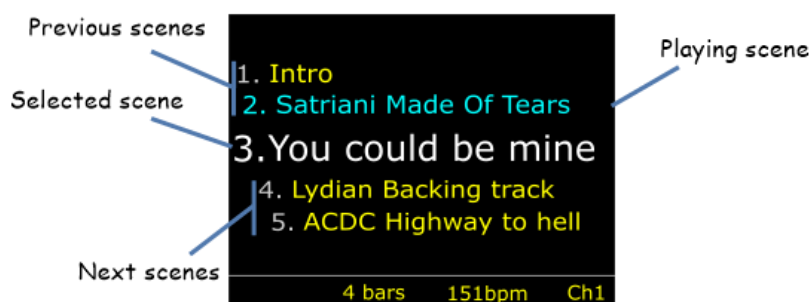 Previous scenes
Playing scene
1. Intro
Selected scene
2. Satriani Made Of Tears
3.You could be mine
4. Lydian Backing track
5. ACDC Highway to hell
Next scenes
4 bars 151bpm Ch1